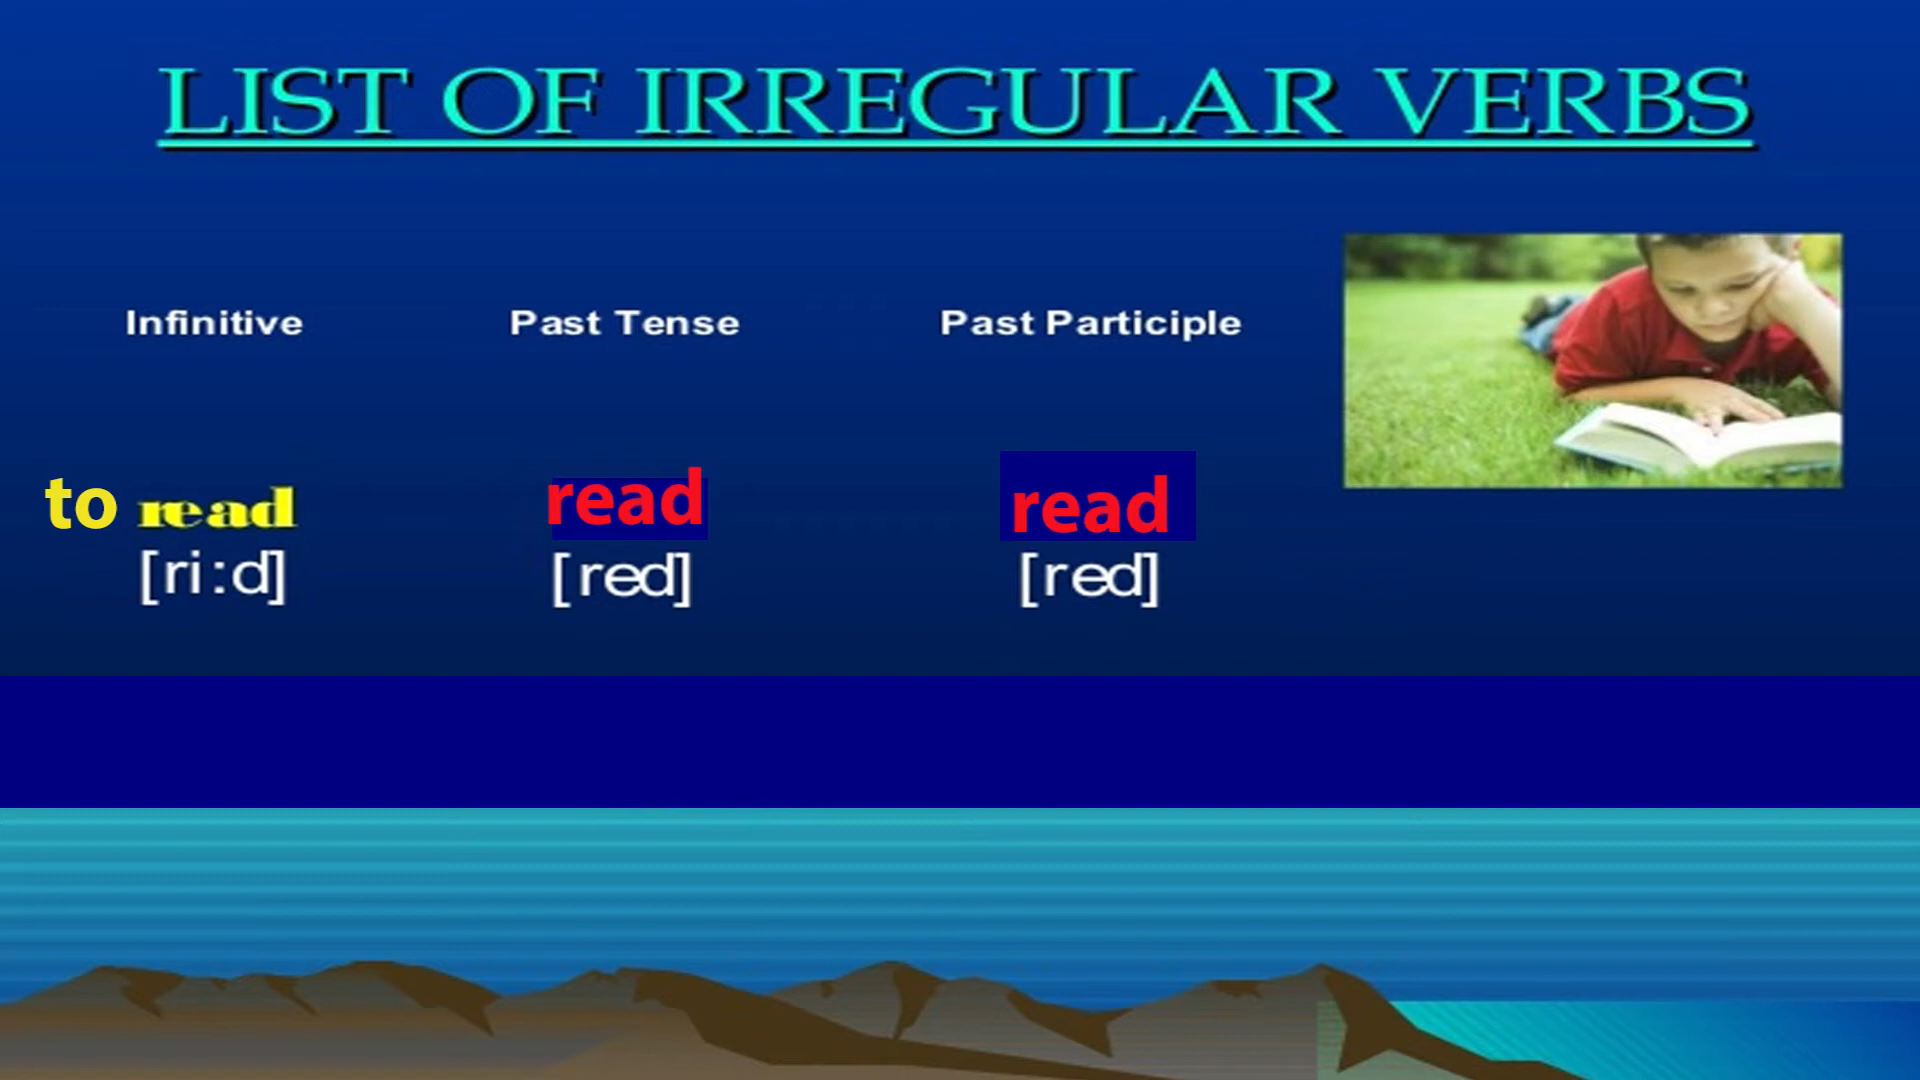 LIST OF IRREGULAR VERBS
Infinitive Past Tense Past Participle
to read read read
[ri:d] [red] [red]